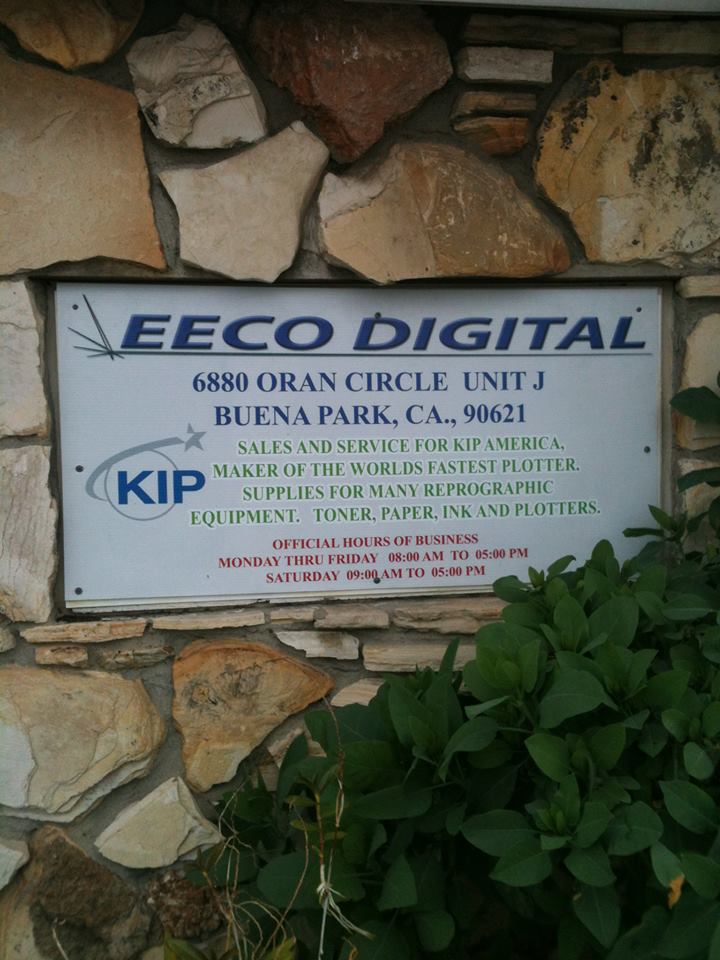 EECO DIGITAL
6880 ORAN CIRCLE UNIT J
BUENA PARK, CA., 90621
KIP
SALES AND SERVICE FOR KIP AMERICA,
MAKER OF THE WORLDS FASTEST PLOTTER.
SUPPLIES FOR MANY REPROGRAPHIC
EQUIPMENT. TONER, PAPER, INK AND PLOTTERS.
OFFICIAL HOURS OF BUSINESS
MONDAY THRU FRIDAY 08:00 AM TO 05:00 PM
SATURDAY 09:00 AM TO 05:00 PM